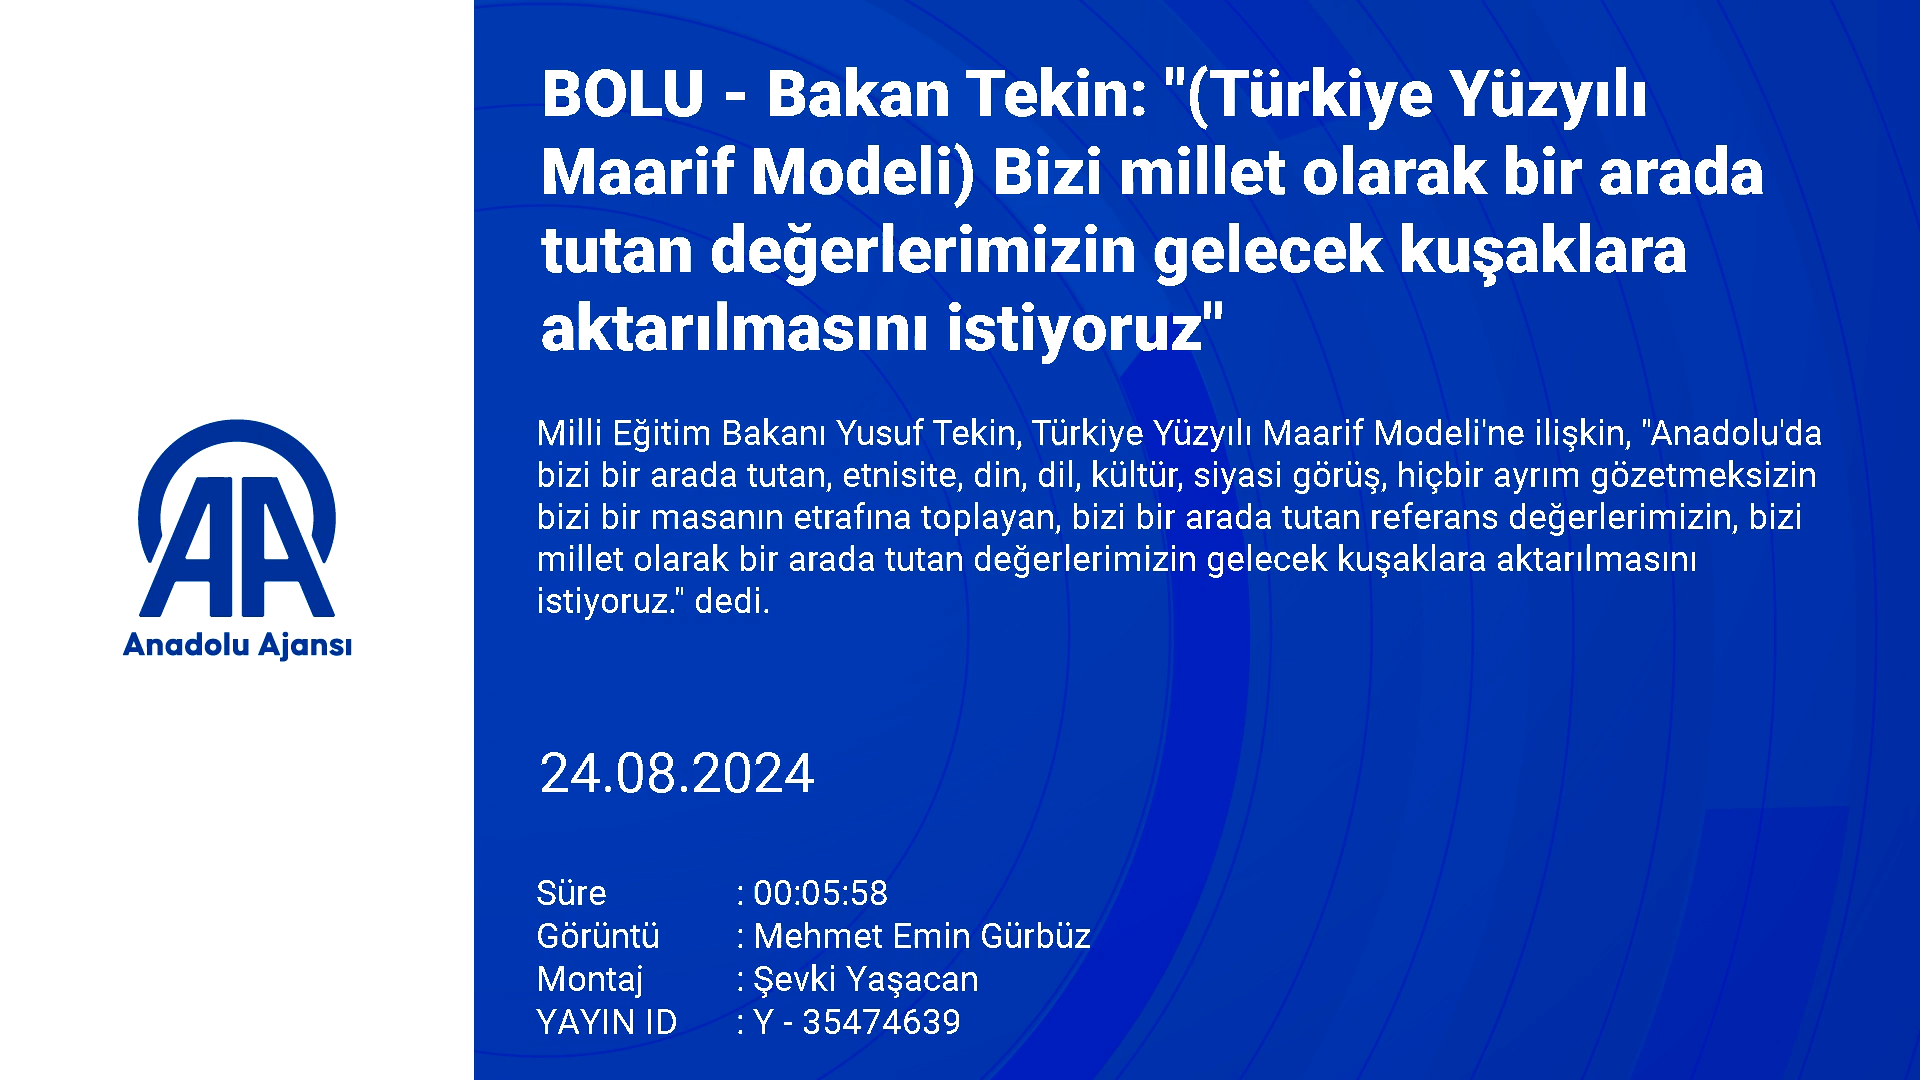 BOLU - Bakan Tekin: "(Türkiye Yüzyılı
Maarif Modeli) Bizi millet olarak bir arada
tutan değerlerimizin gelecek kuşaklara
aktarılmasını istiyoruz"
Milli Eğitim Bakanı Yusuf Tekin, Türkiye Yüzyılı Maarif Modeli'ne ilişkin, "Anadolu'da
bizi bir arada tutan, etnisite, din, dil, kültür, siyasi görüş, hiçbir ayrım gözetmeksizin
bizi bir masanın etrafına toplayan, bizi bir arada tutan referans değerlerimizin, bizi
millet olarak bir arada tutan değerlerimizin gelecek kuşaklara aktarılmasını
istiyoruz." dedi.
AA
Anadolu Ajansı
24.08.2024
Süre : 00:05:58
Görüntü : Mehmet Emin Gürbüz
Montaj : Şevki Yaşacan
YAYIN ID : Y - 35474639